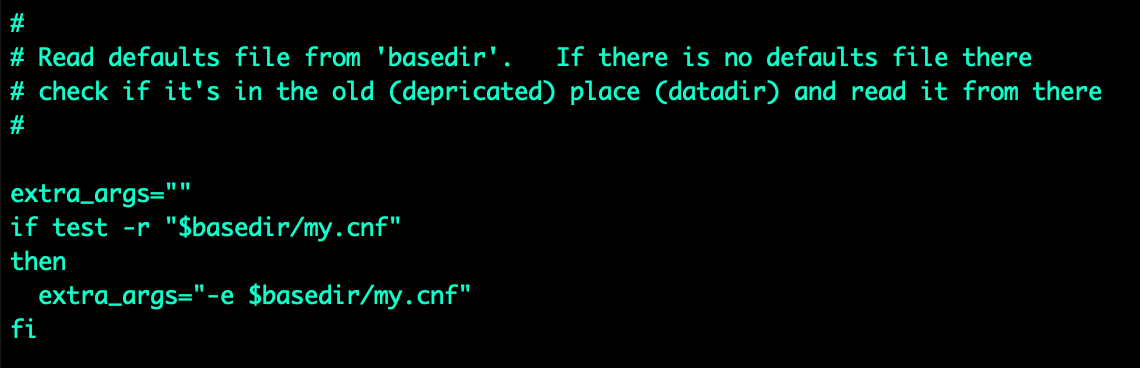 #
# Read defaults file from 'basedir'.   If there is no defaults file there
# check if it's in the old (depricated) place (datadir) and read it from there
#

extra_args=""
if test -r "$basedir/my.cnf"
then
  extra_args="-e $basedir/my.cnf"
fi